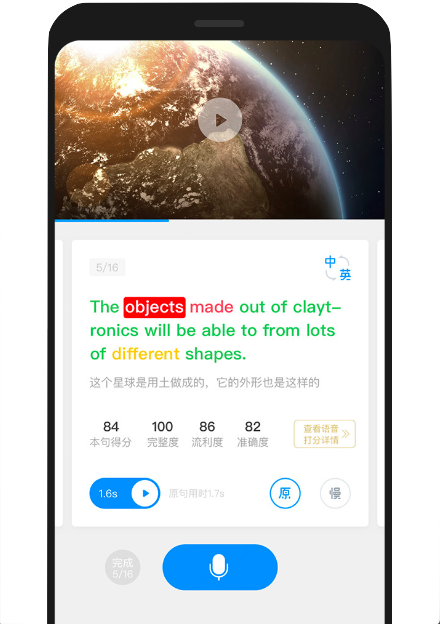 5/16
中
英
The objects made out of clayt-
ronics will be able to from lots
of different shapes.
这个星球是用土做成的，它的外形也是这样的
84 100 86 82
本句得分 完整度 流利度 准确度
查看语音
打分详情
1.6s 原句用时1.7s 原 慢
完成
5/16